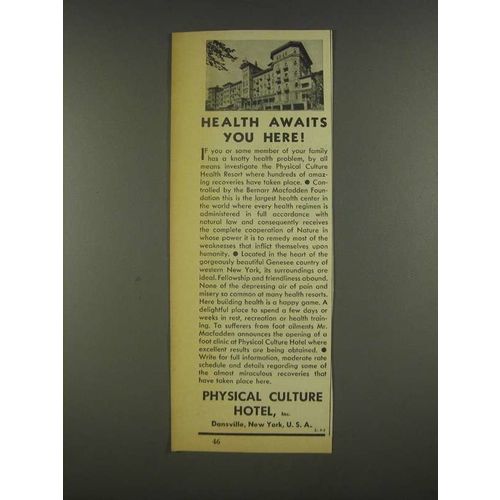 HEALTH AWAITS
YOU HERE!
IF you or some member of your family
has a knotty health problem, by all
means investigate the Physical Culture
Health Resort where hundreds of amaz-
ing recoveries have taken place. ● Con-
trolled by the Bernarr Macfadden Foun-
dation this is the largest health center in
the world where every health regimen is
administered in full accordance with
natural law and consequently receives
the complete cooperation of Nature in
whose power it is to remedy most of the
weaknesses that inflict themselves upon
humanity. ● Located in the heart of the
gorgeously beautiful Genesee country of
western New York, its surroundings are
ideal. Fellowship and friendliness abound.
None of the depressing air of pain and
misery so common at many health resorts.
Here building health is a happy game. A
delightful place to spend a few days or
weeks in rest, recreation or health train-
ing. To sufferers from foot ailments Mr.
Macfadden announces the opening of a
foot clinic at Physical Culture Hotel where
excellent results are being obtained. ●
Write for full information, moderate rate
schedule and details regarding some of
the almost miraculous recoveries that
have taken place here.
PHYSICAL CULTURE
HOTEL, Inc.
Dansville, New York, U. S. A.
46